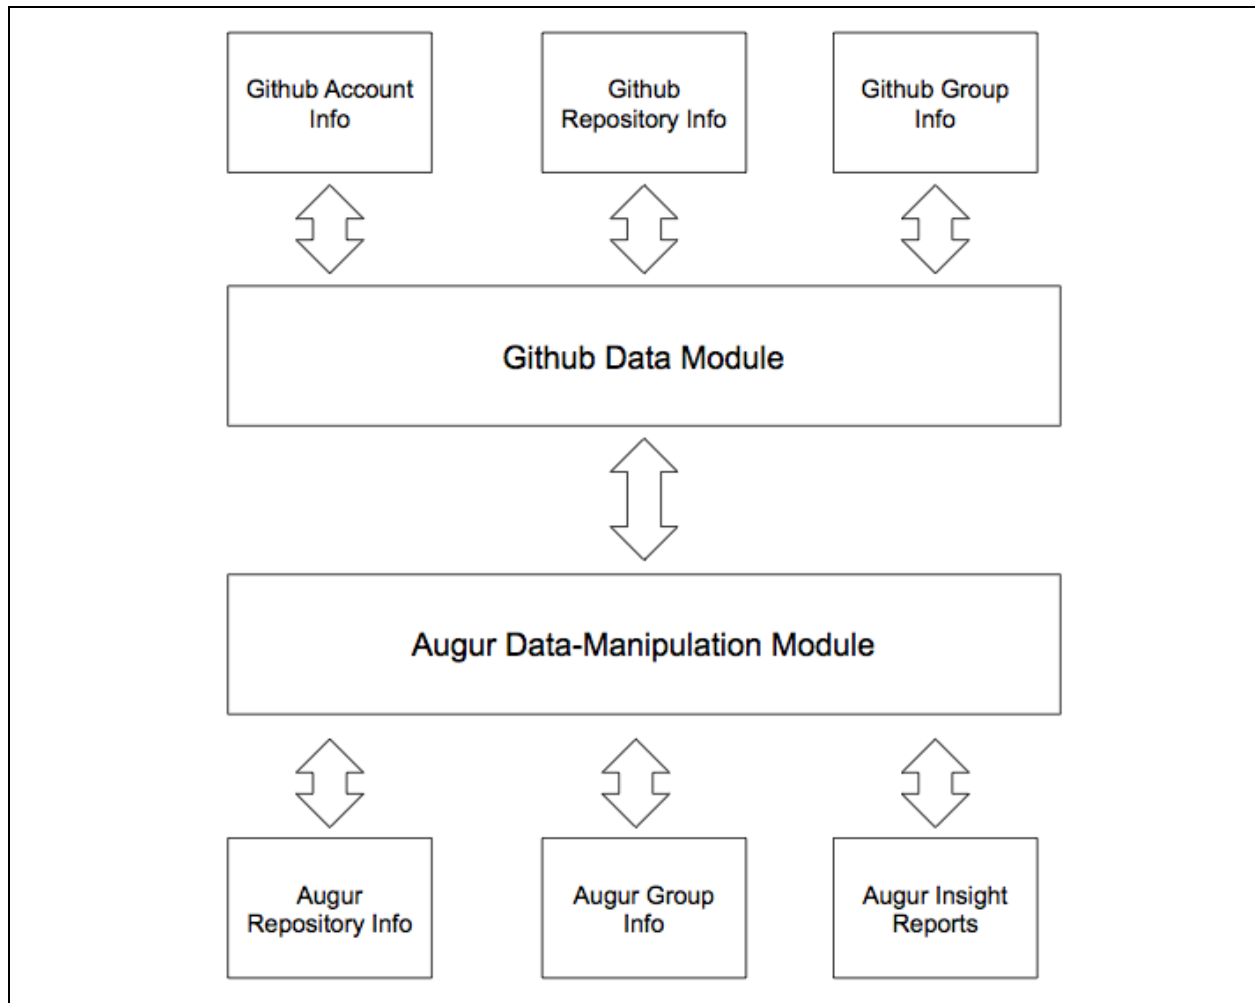 Github Account
Info
Github
Repository Info
Github Group
Info
Github Data Module
Augur Data-Manipulation Module
Augur
Repository Info
Augur Group
Info
Augur Insight
Reports